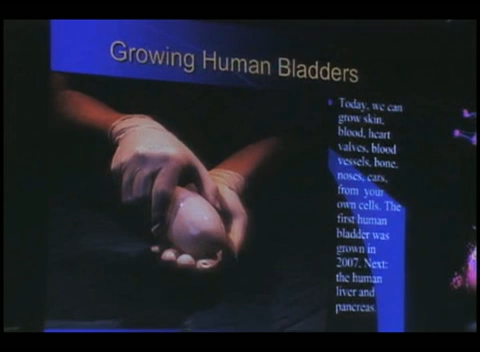 Growing Human Bladders
Today, we can
grow skin,
blood, heart
valves, blood
vessels, bone,
noses, ears,
from your
own cells. The
first human
bladder was
grown in
2007. Next:
the human
liver and
pancreas